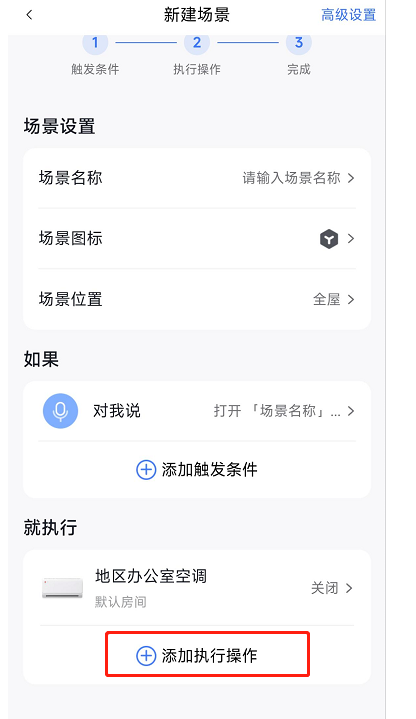 新建场景
高级设置
1
2
3
触发条件
执行操作
完成
场景设置
场景名称
请输入场景名称
场景图标
场景位置
全屋
如果
对我说
打开「场景名称」...
添加触发条件
就执行
地区办公室空调
默认房间
关闭
添加执行操作